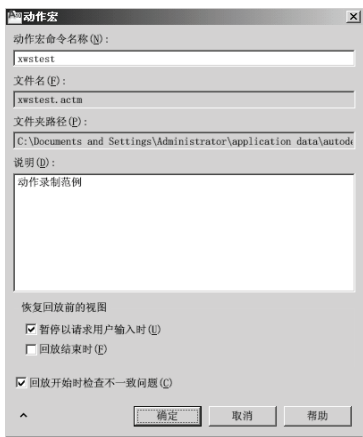 动作宏
动作宏命令名称(N):
xwstest
文件名(F):
xwstest.actm
文件夹路径(P):
C:\Documents and Settings\Administrator\application data\autode
说明(D):
动作录制范例
恢复回放前的视图
暂停以请求用户输入时(U)
回放结束时(F)
回放开始时检查不一致问题(C)
确定 取消 帮助